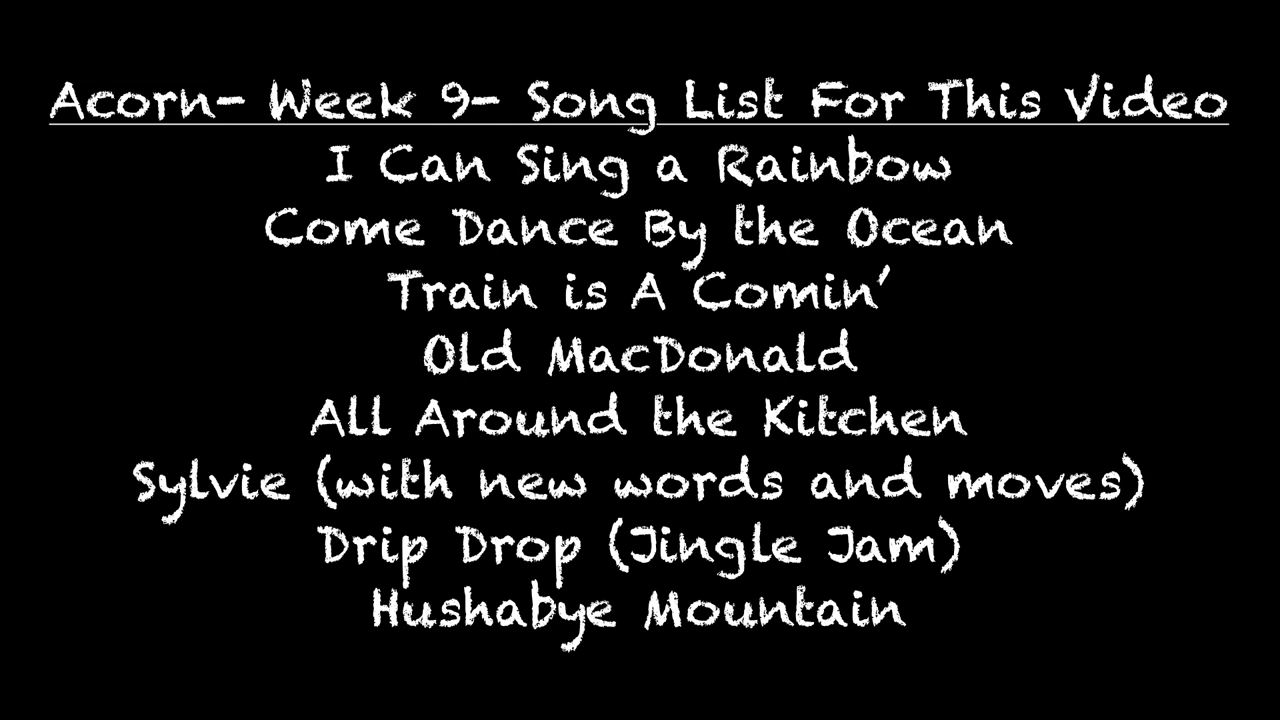 Acorn- Week 9- Song List For This Video
I Can Sing a Rainbow
Come Dance By the Ocean
Train is A Comin’
Old MacDonald
All Around the Kitchen
Sylvie (with new words and moves)
Drip Drop (Jingle Jam)
Hushabye Mountain